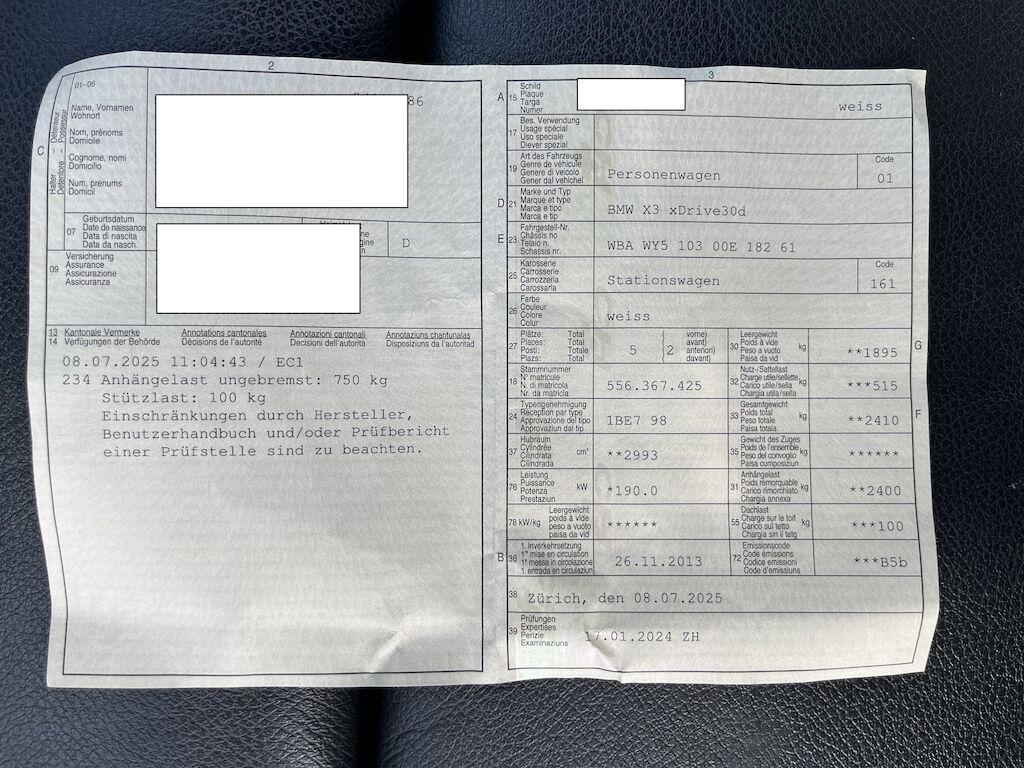 2
01–06
86
Name, Vornamen
Wohnort
Nom, prénoms
Domicile
Cognome, nomi
Domicilio
Num, prenums
Domicil
C
Halter Détenteur
Detentore Possessur
07
Geburtsdatum
Date de naissance
Data di nascita
Data da nasch.
D
09
Versicherung
Assurance
Assicurazione
Assicuranza
13 Kantonale Vermerke Annotations cantonales Annotazioni cantonali Annotaziuns chantunalas
14 Verfügungen der Behörde Décisions de l'autorité Decisioni dell'autorità Disposiziuns da l'autoritad
08.07.2025 11:04:43 / EC1
234 Anhängelast ungebremst: 750 kg
Stützlast: 100 kg
Einschränkungen durch Hersteller,
Benutzerhandbuch und/oder Prüfbericht
einer Prüfstelle sind zu beachten.
3
A
15
Schild
Plaque
Targa
Numer
weiss
17
Bes. Verwendung
Usage spécial
Uso speciale
Diever spezial
19
Art des Fahrzeugs
Genre de véhicule
Genere di veicolo
Gener dal vehichel
Personenwagen
Code
01
D
21
Marke und Typ
Marque et type
Marca e tipo
Marca e tip
BMW X3 xDrive30d
E
23
Fahrgestell-Nr.
Châssis no
Telaio n.
Schassis nr.
WBA WY5 103 00E 182 61
25
Karosserie
Carrosserie
Carrozzeria
Carossaria
Stationswagen
Code
161
26
Farbe
Couleur
Colore
Colur
weiss
27
Plätze: Total
Places: Total
Posti: Totale
Plazs: Total
5
2
vorne)
avant)
anteriori)
davant)
30
Leergewicht
Poids à vide
Peso a vuoto
Paisa da vid
kg
**1895
G
18
Stammnummer
N° matricule
N. di matricola
Nr. da matricla
556.367.425
32
Nutz-/Sattellast
Charge utile/sellette
Carico utile/sella
Chargia utila/sella
kg
***515
24
Typengenehmigung
Réception par type
Approvazione del tipo
Approvaziun dal tip
1BE7 98
33
Gesamtgewicht
Poids total
Peso totale
Paisa totala
kg
**2410
F
37
Hubraum
Cylindrée
Cilindrata
Cilindrada
cm³
**2993
35
Gewicht des Zuges
Poids de l'ensemble
Peso del convoglio
Paisa cumposiziun
kg
******
76
Leistung
Puissance
Potenza
Prestaziun
kW
*190.0
31
Anhängelast
Poids remorquable
Carico rimorchiato
Chargia annexa
kg
**2400
78 kW/kg
Leergewicht
poids à vide
peso a vuoto
paisa da vid
******
55
Dachlast
Charge sur le toit
Carico sul tetto
Chargia sin il tetg
kg
***100
B
36
1. Inverkehrsetzung
1re mise en circulation
1a messa in circolazione
1. entrada en circulaziun
26.11.2013
72
Emissionscode
Code émissions
Codice emissioni
Code d'emissiuns
***B5b
38
Zürich, den 08.07.2025
39
Prüfungen
Expertises
Perizie
Examinaziuns
17.01.2024 ZH